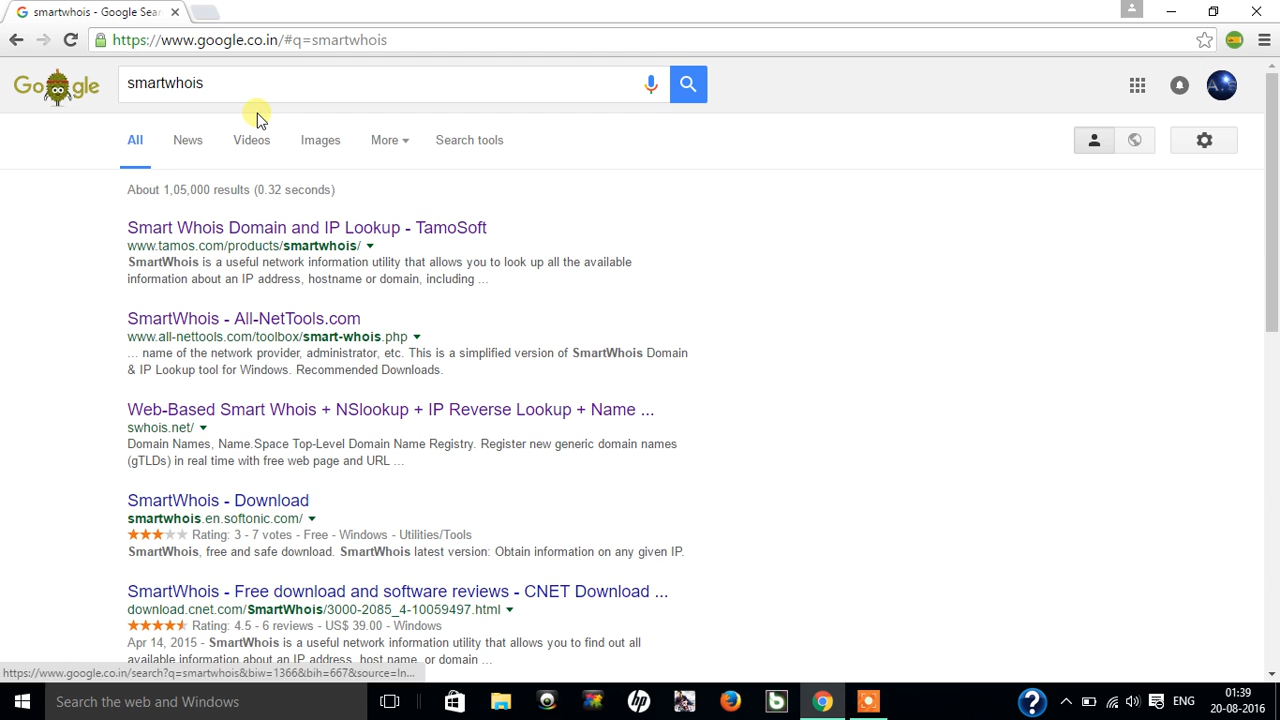 smartwhois - Google Sear
https://www.google.co.in/#q=smartwhois
Google
smartwhois
All News Videos Images More Search tools
About 1,05,000 results (0.32 seconds)
Smart Whois Domain and IP Lookup - TamoSoft
www.tamos.com/products/smartwhois/
SmartWhois is a useful network information utility that allows you to look up all the available
information about an IP address, hostname or domain, including ...
SmartWhois - All-NetTools.com
www.all-nettools.com/toolbox/smart-whois.php
... name of the network provider, administrator, etc. This is a simplified version of SmartWhois Domain
& IP Lookup tool for Windows. Recommended Downloads.
Web-Based Smart Whois + NSlookup + IP Reverse Lookup + Name ...
swhois.net/
Domain Names, Name.Space Top-Level Domain Name Registry. Register new generic domain names
(gTLDs) in real time with free web page and URL ...
SmartWhois - Download
smartwhois.en.softonic.com/
Rating: 3 - 7 votes - Free - Windows - Utilities/Tools
SmartWhois, free and safe download. SmartWhois latest version: Obtain information on any given IP.
SmartWhois - Free download and software reviews - CNET Download ...
download.cnet.com/SmartWhois/3000-2085_4-10059497.html
Rating: 4.5 - 6 reviews - US$ 39.00 - Windows
Apr 14, 2015 - SmartWhois is a useful network information utility that allows you to find out all
available information about an IP address, host name, or domain ...
https://www.google.co.in/search?q=smartwhois&biw=1366&bih=667&source=ln...
Search the web and Windows
hp
b
?
ENG
01:39
20-08-2016